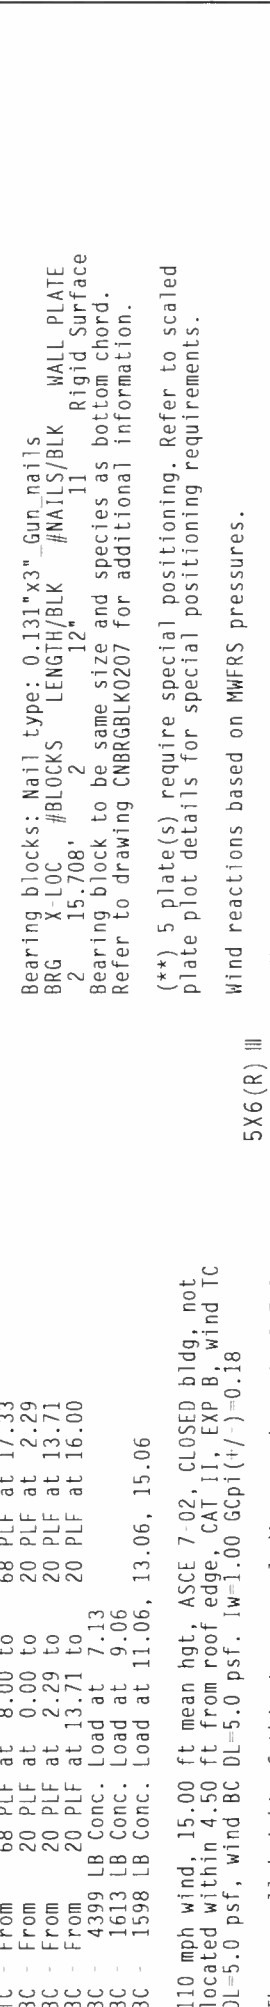 From 68 PLF at 8.00 to 68 PLF at 17.33
BC - From 20 PLF at 0.00 to 20 PLF at 2.29
BC - From 20 PLF at 2.29 to 20 PLF at 13.71
BC - From 20 PLF at 13.71 to 20 PLF at 16.00
BC - 4399 LB Conc. Load at 7.13
BC - 1613 LB Conc. Load at 9.06
BC - 1598 LB Conc. Load at 11.06, 13.06, 15.06
110 mph wind, 15.00 ft mean hgt, ASCE 7-02, CLOSED bldg, not
located within 4.50 ft from roof edge, CAT II, EXP B, wind TC
DL=5.0 psf, wind BC DL=5.0 psf. Iw=1.00 GCpi(+/-)=0.18
Bearing blocks: Nail type: 0.131"x3"_Gun_nails
BRG X-LOC #BLOCKS LENGTH/BLK #NAILS/BLK WALL PLATE
2 15.708' 2 12" 11 Rigid Surface
Bearing block to be same size and species as bottom chord.
Refer to drawing CNBRGBLK0207 for additional information.
(**) 5 plate(s) require special positioning. Refer to scaled
plate plot details for special positioning requirements.
Wind reactions based on MWFRS pressures.
5X6(R) |||